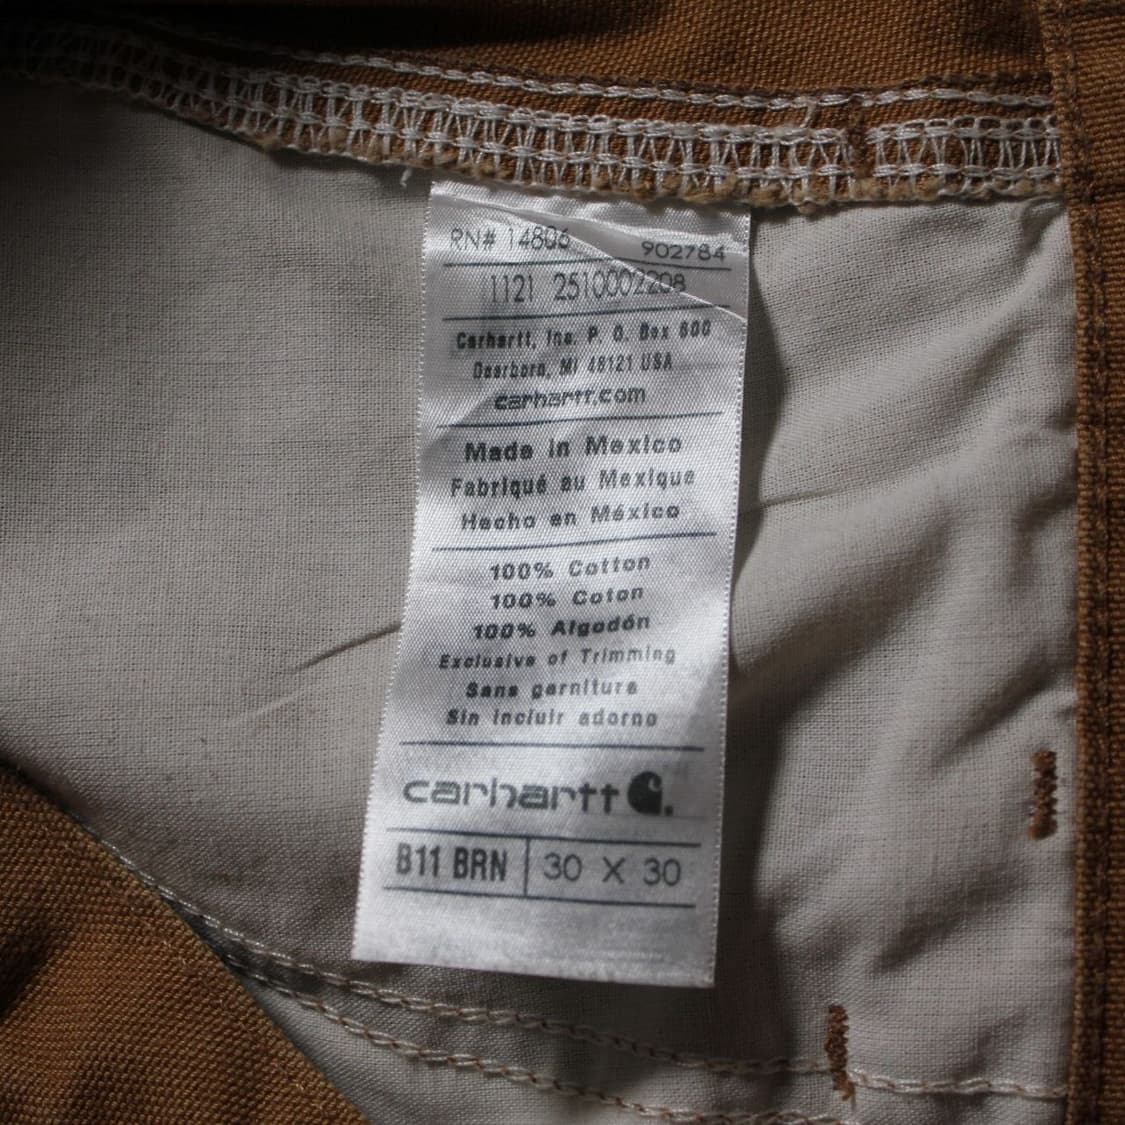 RN# 14806 902784
1121 2510002208
Carhartt, Inc. P. O. Box 600
Dearborn, MI 48121 USA
carhartt.com
Made in Mexico
Fabriqué au Mexique
Hecho en México
100% Cotton
100% Coton
100% Algodón
Exclusive of Trimming
Sans garniture
Sin incluir adorno
carhartt
B11 BRN 30 X 30